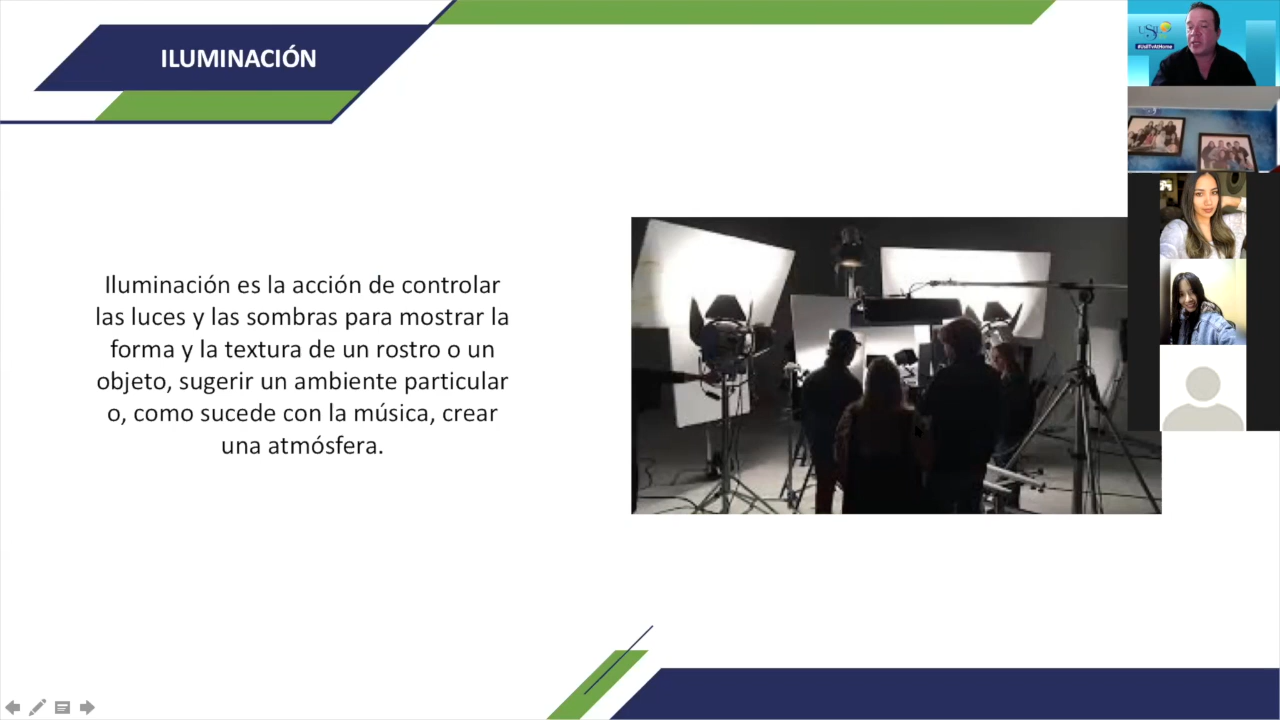 ILUMINACIÓN
Iluminación es la acción de controlar
las luces y las sombras para mostrar la
forma y la textura de un rostro o un
objeto, sugerir un ambiente particular
o, como sucede con la música, crear
una atmósfera.
#UsilTvAtHome